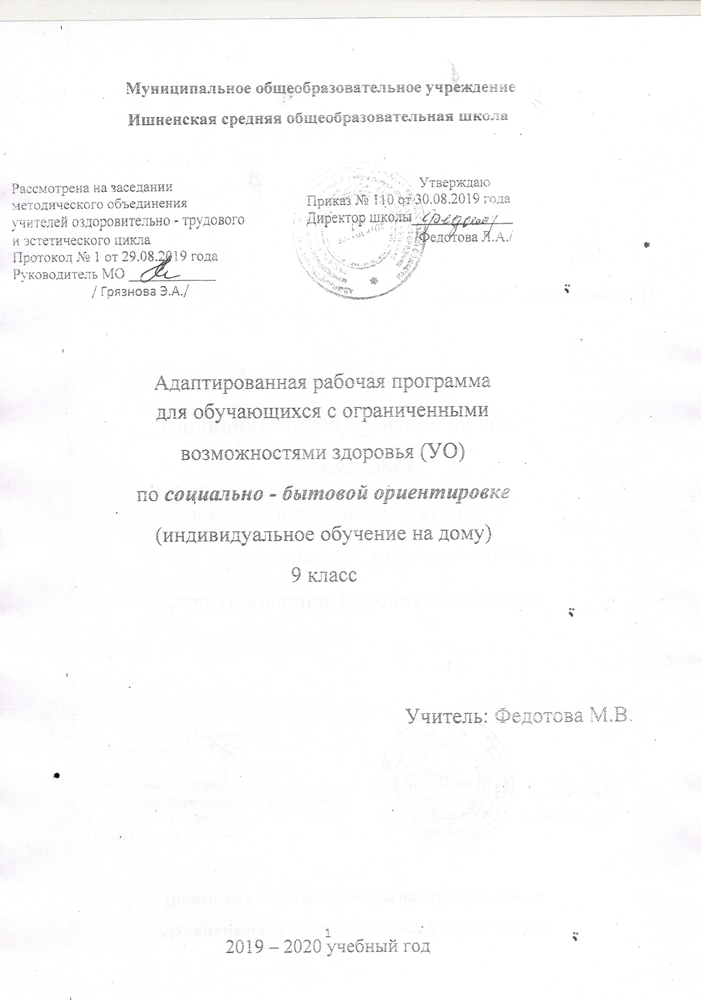 Муниципальное общеобразовательное учреждение
Ишненская средняя общеобразовательная школа
Рассмотрена на заседании
методического объединения
учителей оздоровительно - трудового
и эстетического цикла
Протокол № 1 от 29.08.2019 года
Руководитель МО
/ Грязнова Э.А./
Утверждаю
Приказ № 110 от 30.08.2019 года
Директор школы
/Федотова Л.А./
Адаптированная рабочая программа
для обучающихся с ограниченными
возможностями здоровья (УО)
по социально - бытовой ориентировке
(индивидуальное обучение на дому)
9 класс
Учитель: Федотова М.В.
1
2019 – 2020 учебный год